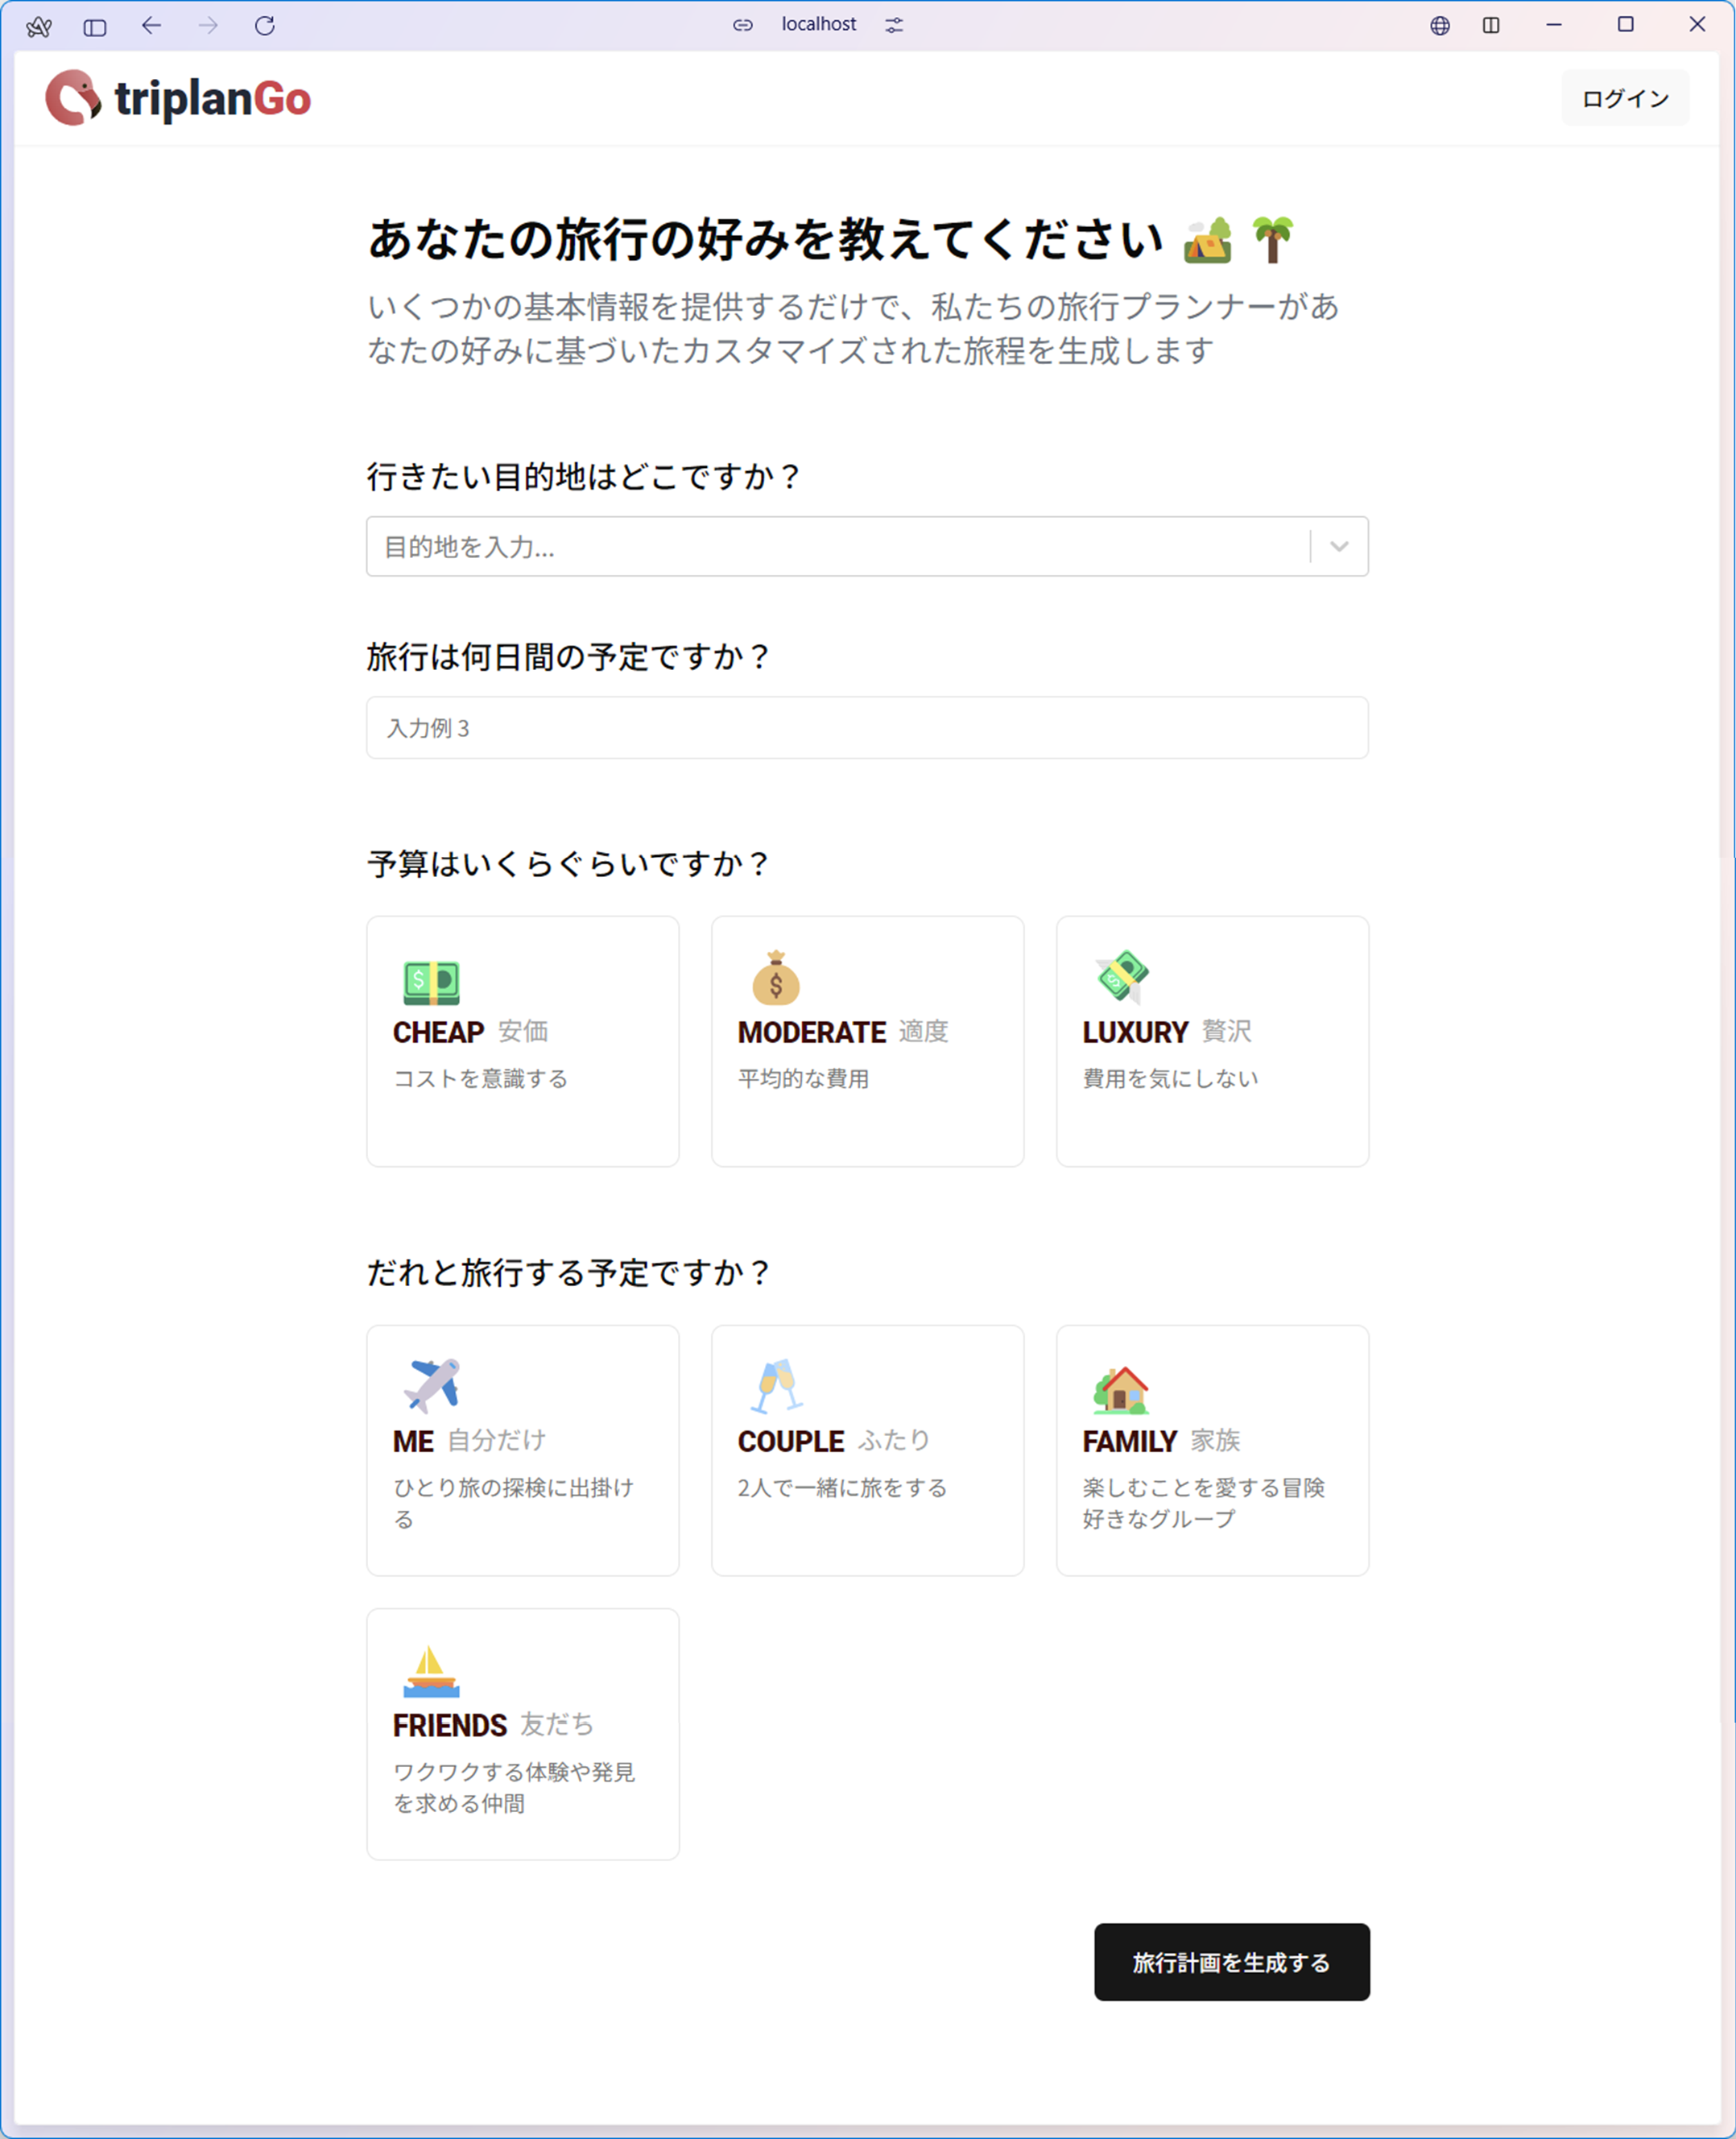 localhost
triplanGo
ログイン
あなたの旅行の好みを教えてください
いくつかの基本情報を提供するだけで、私たちの旅行プランナーがあ
なたの好みに基づいたカスタマイズされた旅程を生成します
行きたい目的地はどこですか？
目的地を入力...
旅行は何日間の予定ですか？
入力例 3
予算はいくらぐらいですか？
CHEAP 安価
コストを意識する
MODERATE 適度
平均的な費用
LUXURY 贅沢
費用を気にしない
だれと旅行する予定ですか？
ME 自分だけ
ひとり旅の探検に出掛け
る
COUPLE ふたり
2人で一緒に旅をする
FAMILY 家族
楽しむことを愛する冒険
好きなグループ
FRIENDS 友だち
ワクワクする体験や発見
を求める仲間
旅行計画を生成する